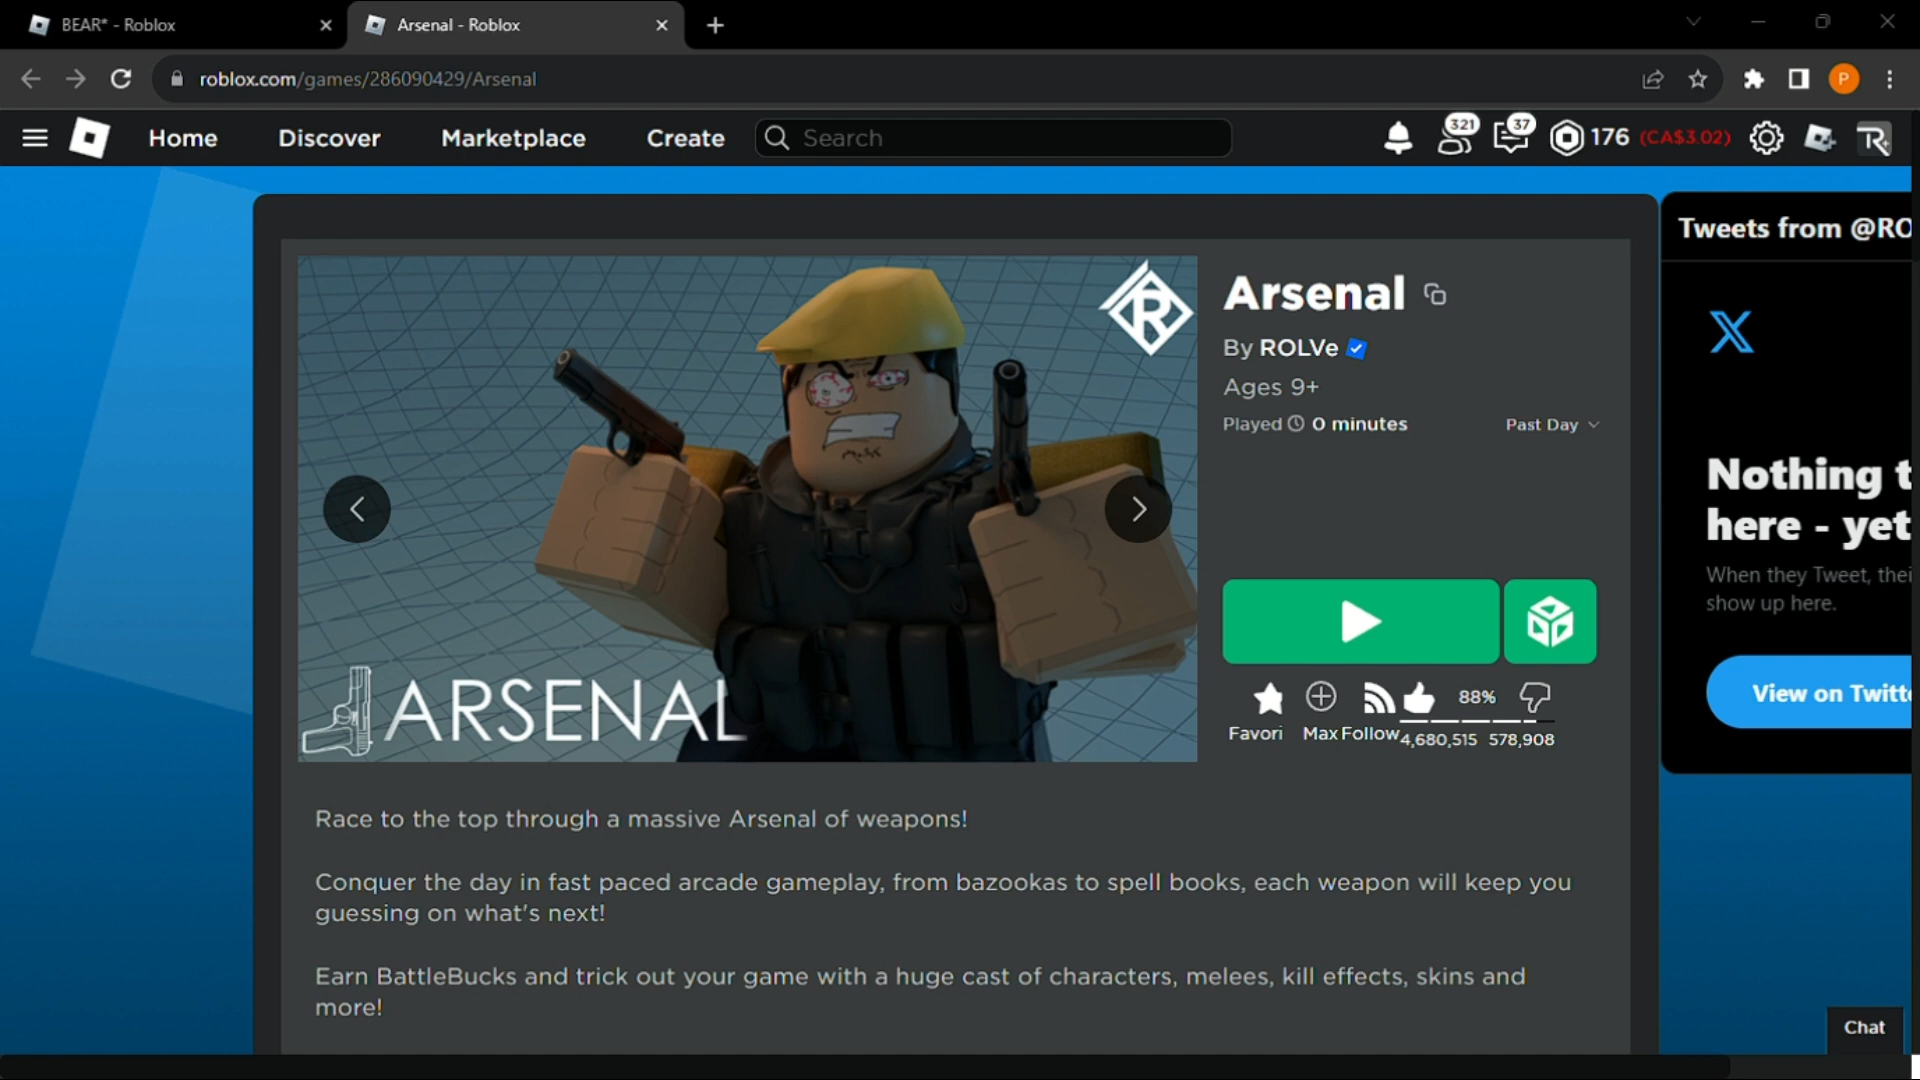 BEAR* - Roblox
Arsenal - Roblox
roblox.com/games/286090429/Arsenal
P
Home
Discover
Marketplace
Create
Search
321
37
176 (CA$3.02)
Tweets from @RO
Arsenal
By ROLVe
Ages 9+
Played 0 minutes
Past Day
Nothing t
here - yet
When they Tweet, thei
show up here.
View on Twitt
ARSENAL
88%
Favori
Max
Follow
4,680,515
578,908
Race to the top through a massive Arsenal of weapons!
Conquer the day in fast paced arcade gameplay, from bazookas to spell books, each weapon will keep you
guessing on what's next!
Earn BattleBucks and trick out your game with a huge cast of characters, melees, kill effects, skins and
more!
Chat